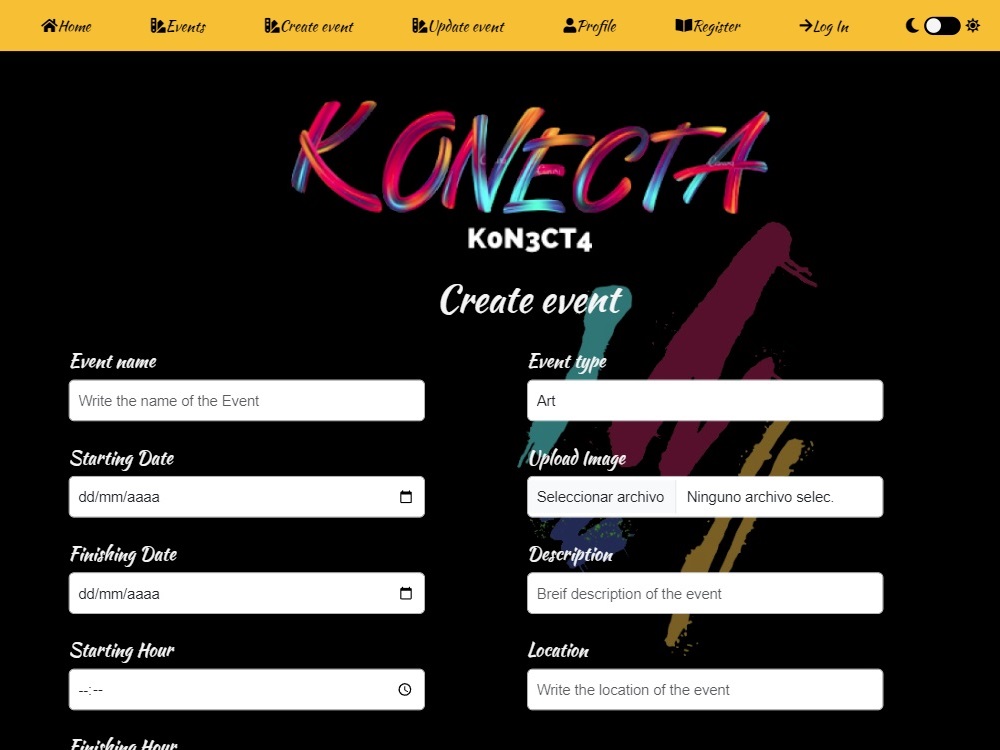 Home Events Create event Update event Profile Register Log In
KONECTA
K0N3CT4
Create event
Event name
Write the name of the Event
Event type
Art
Starting Date
dd/mm/aaaa
Upload Image
Seleccionar archivo Ninguno archivo selec.
Finishing Date
dd/mm/aaaa
Description
Breif description of the event
Starting Hour
--:--
Location
Write the location of the event
Finishing Hour